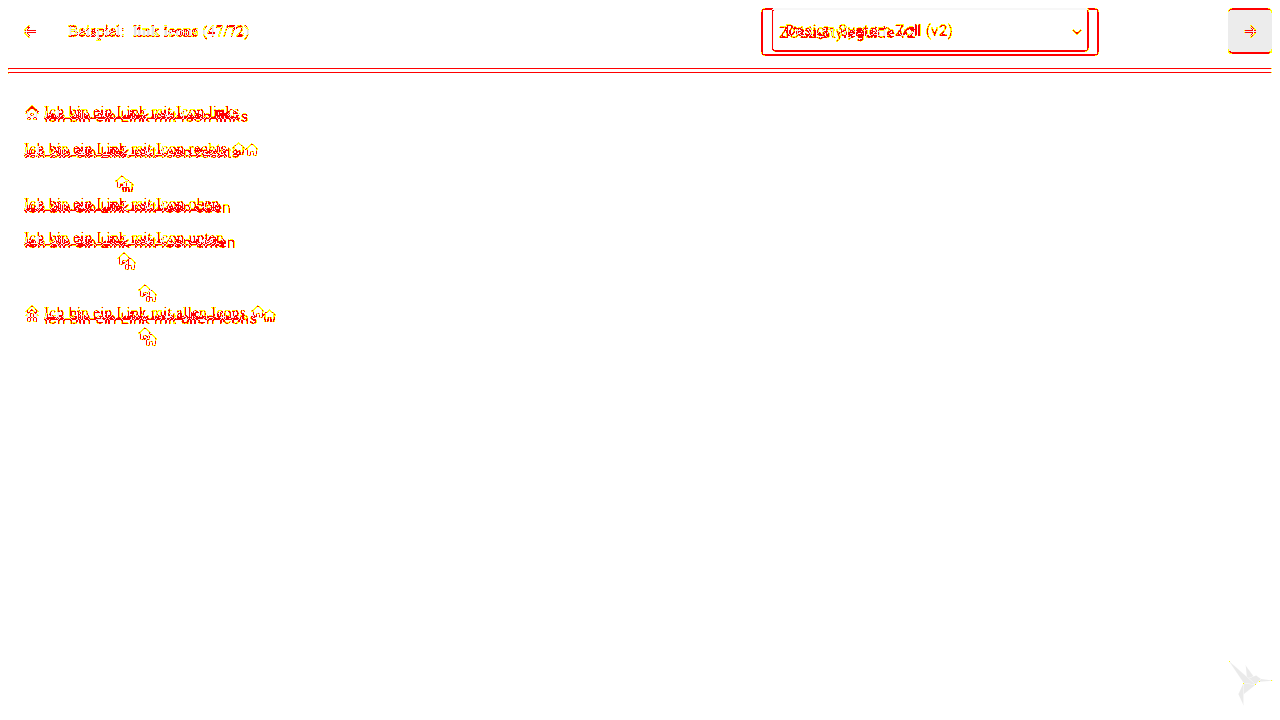 Beispiel: link icons (47/72)
Design System Zoll (v2)
Ich bin ein Link mit Icon links
Ich bin ein Link mit Icon rechts
Ich bin ein Link mit Icon oben
Ich bin ein Link mit Icon unten
Ich bin ein Link mit allen Icons